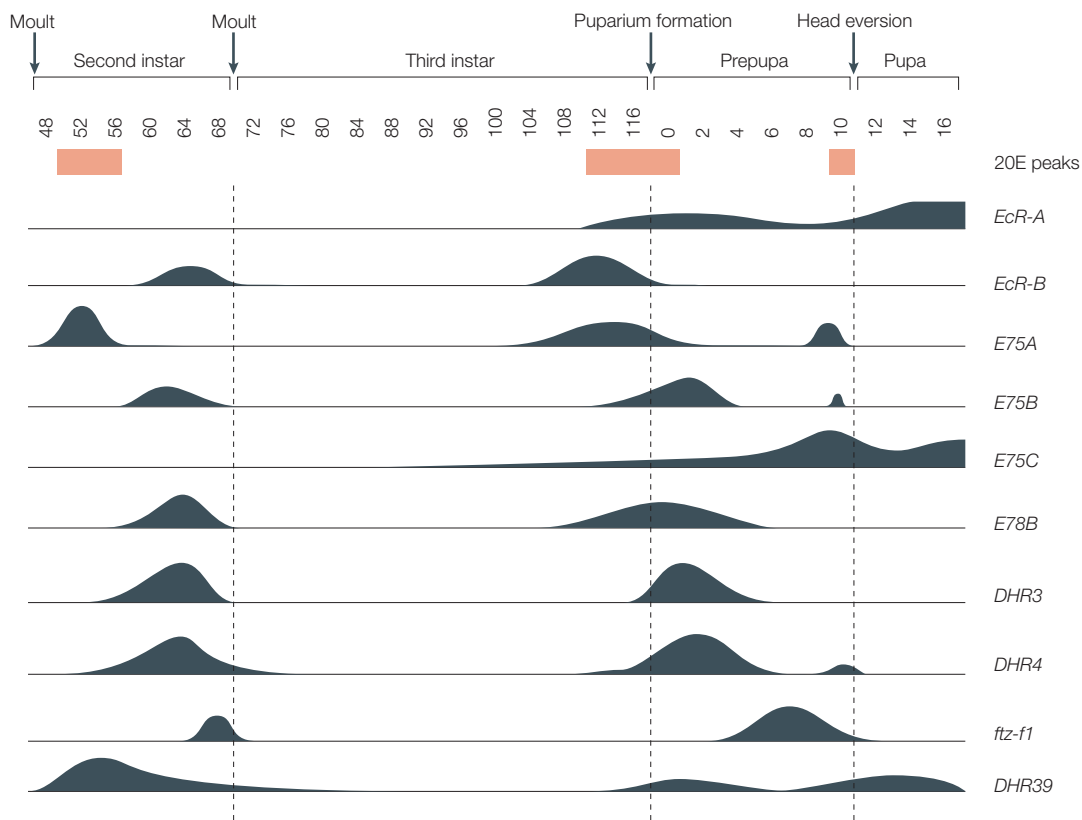 Moult Moult Puparium formation Head eversion
Second instar Third instar Prepupa Pupa
48 52 56 60 64 68 72 76 80 84 88 92 96 100 104 108 112 116 0 2 4 6 8 10 12 14 16
20E peaks
EcR-A
EcR-B
E75A
E75B
E75C
E78B
DHR3
DHR4
ftz-f1
DHR39